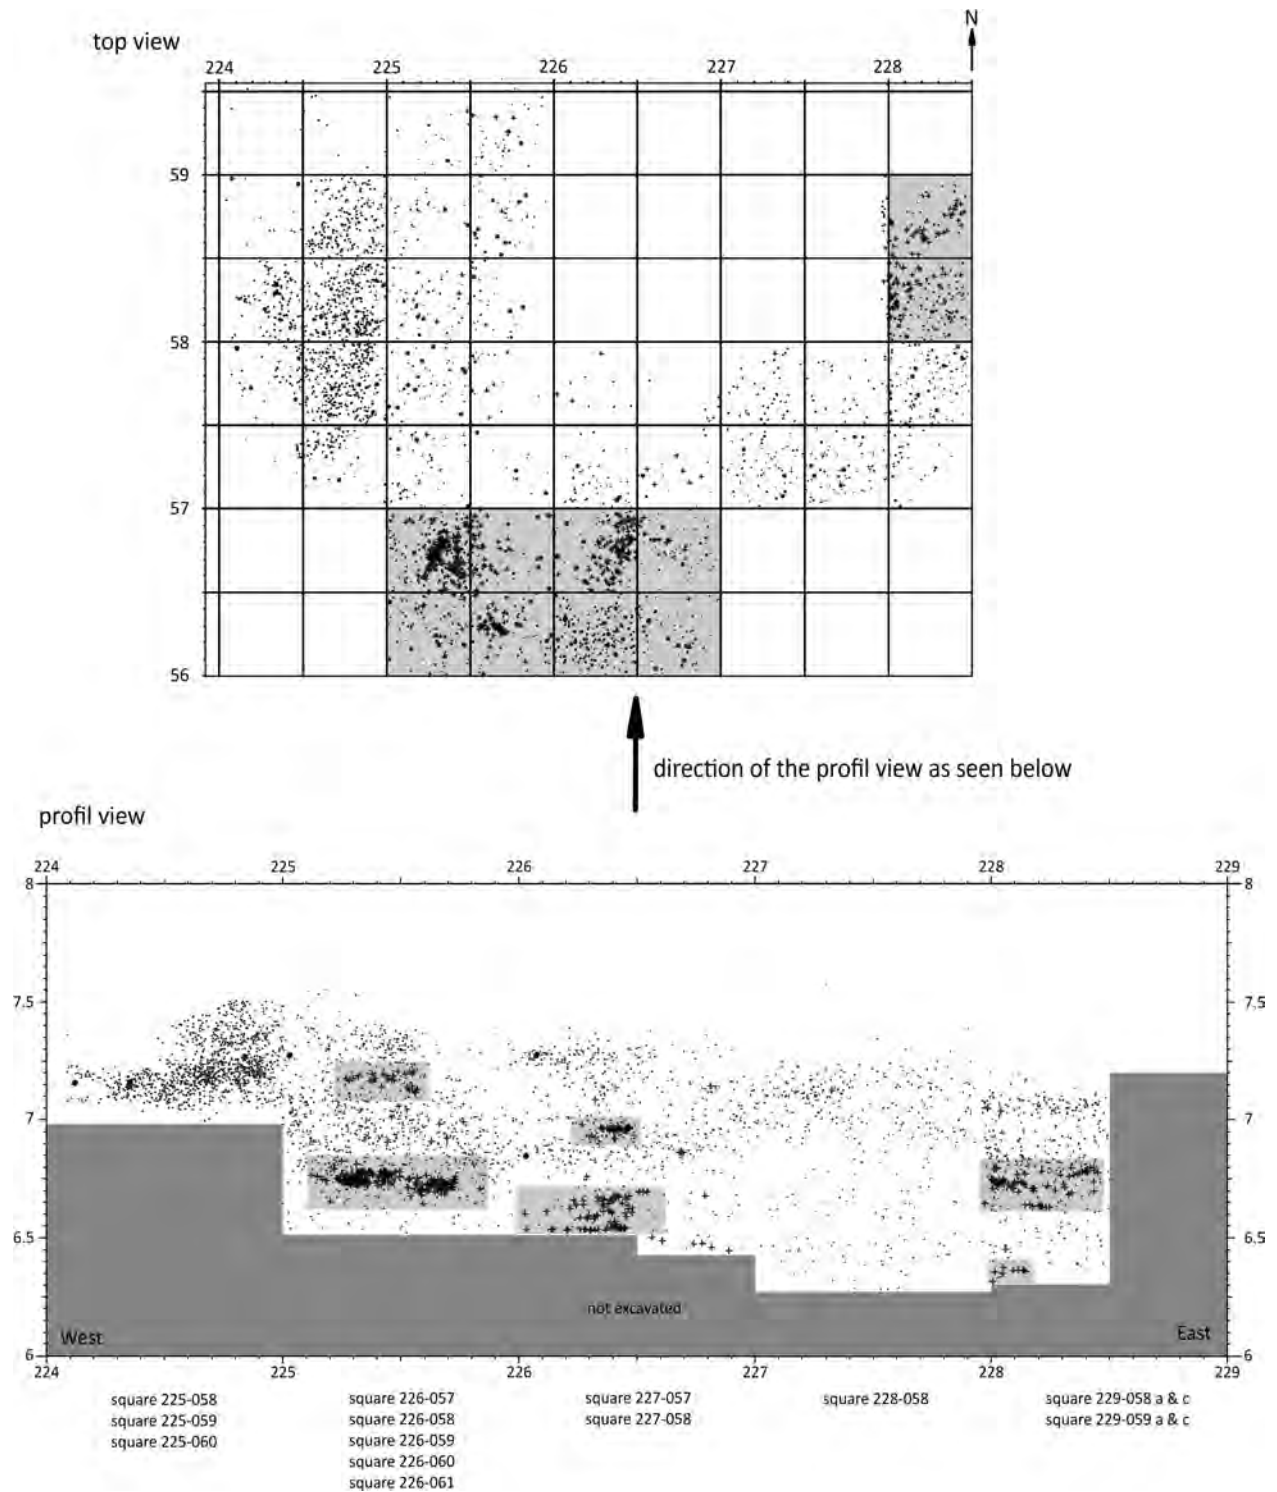 N
top view
224 225 226 227 228
59
58
57
56
direction of the profil view as seen below
profil view
224 225 226 227 228 229
8 8
7.5 7.5
7 7
6.5 6.5
not excavated
West East
6 6
224 225 226 227 228 229
square 225-058 square 226-057 square 227-057 square 228-058 square 229-058 a & c
square 225-059 square 226-058 square 227-058 square 229-059 a & c
square 225-060 square 226-059
square 226-060
square 226-061